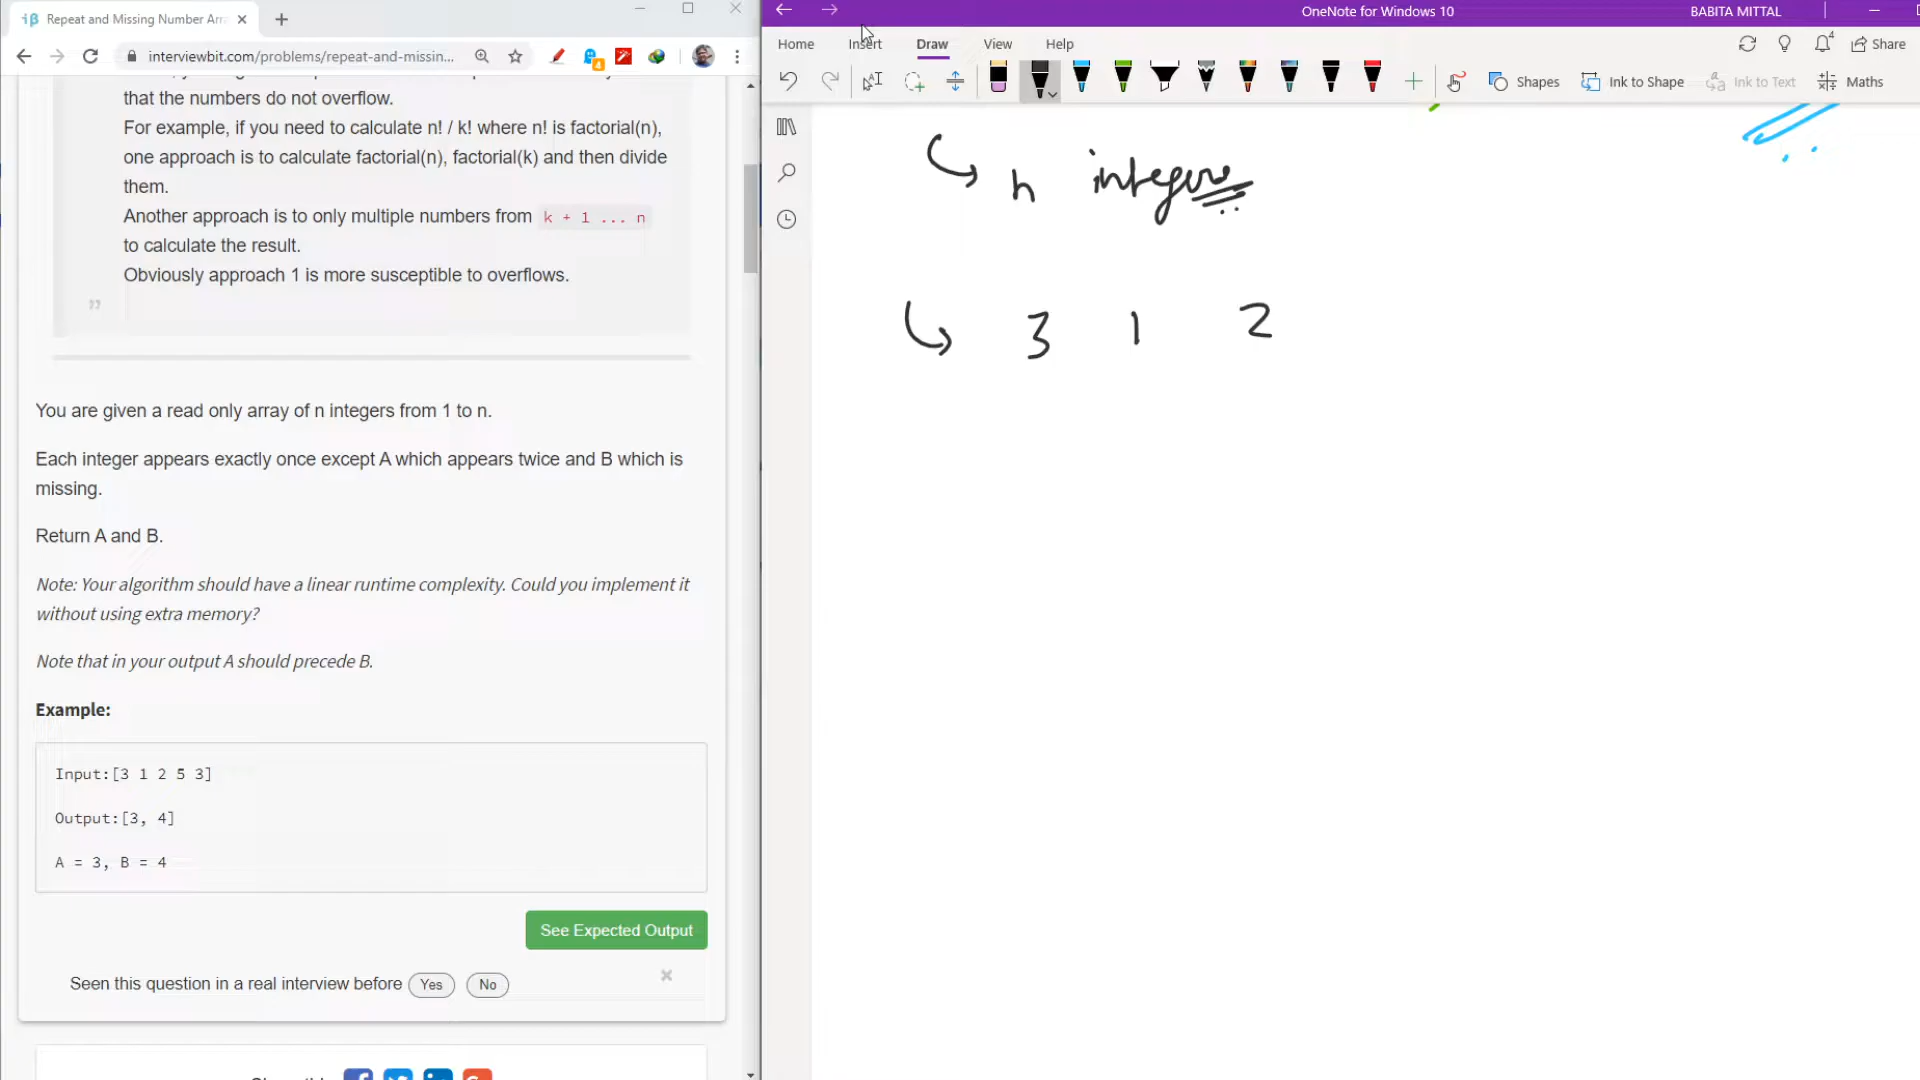 Repeat and Missing Number Arr
interviewbit.com/problems/repeat-and-missin...
that the numbers do not overflow.
For example, if you need to calculate n! / k! where n! is factorial(n),
one approach is to calculate factorial(n), factorial(k) and then divide
them.
Another approach is to only multiple numbers from k + 1 ... n
to calculate the result.
Obviously approach 1 is more susceptible to overflows.
You are given a read only array of n integers from 1 to n.
Each integer appears exactly once except A which appears twice and B which is
missing.
Return A and B.
Note: Your algorithm should have a linear runtime complexity. Could you implement it
without using extra memory?
Note that in your output A should precede B.
Example:
Input:[3 1 2 5 3]
Output:[3, 4]
A = 3, B = 4
See Expected Output
Seen this question in a real interview before Yes No
OneNote for Windows 10
BABITA MITTAL
Home Insert Draw View Help
Share
Shapes Ink to Shape Ink to Text Maths
n integers
3 1 2